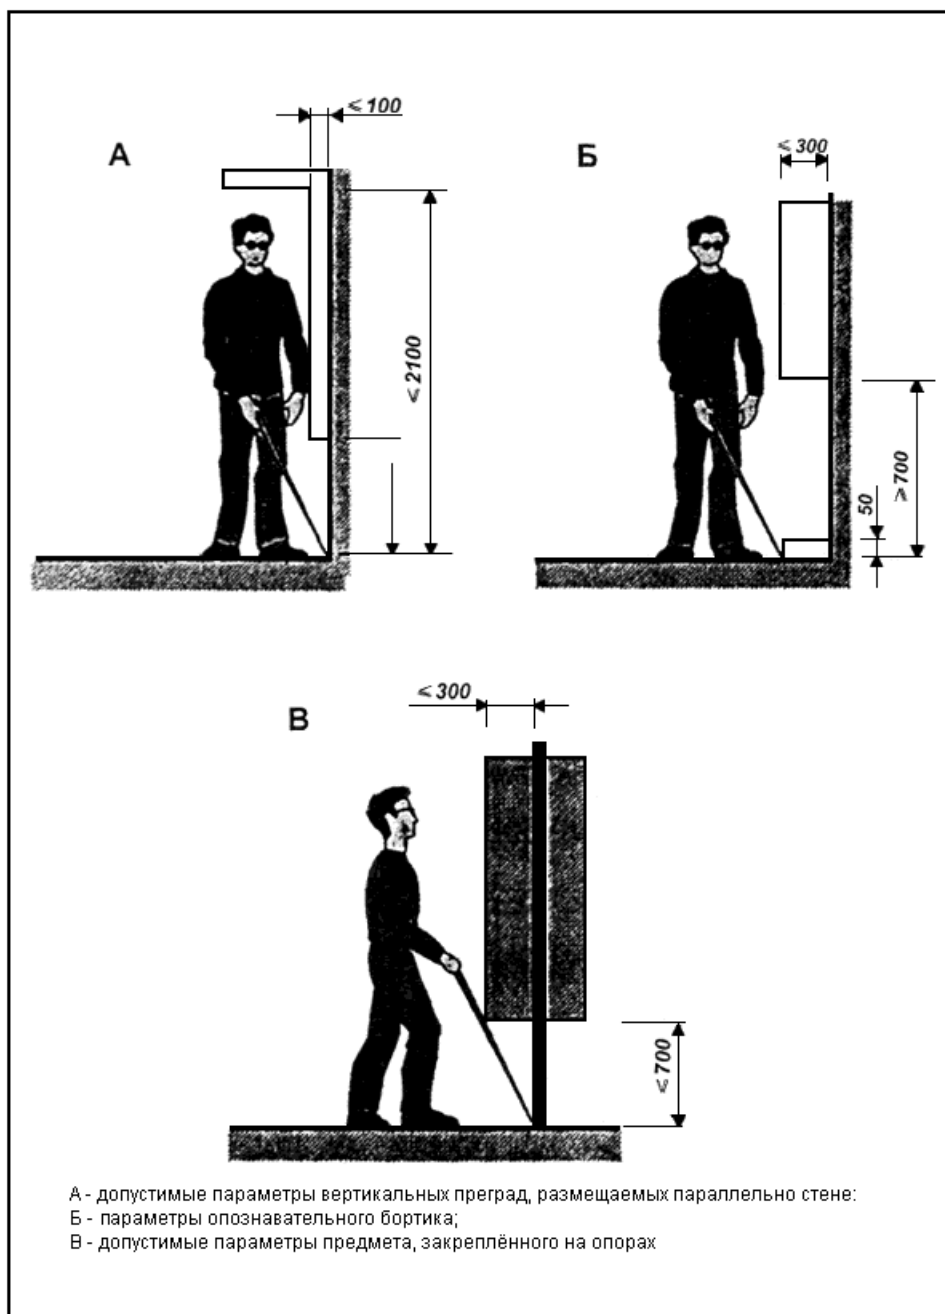 А
≤ 100
≤ 2100
Б
≤ 300
≥ 700
50
В
≤ 300
≤ 700
А - допустимые параметры вертикальных преград, размещаемых параллельно стене:
Б - параметры опознавательного бортика;
В - допустимые параметры предмета, закреплённого на опорах